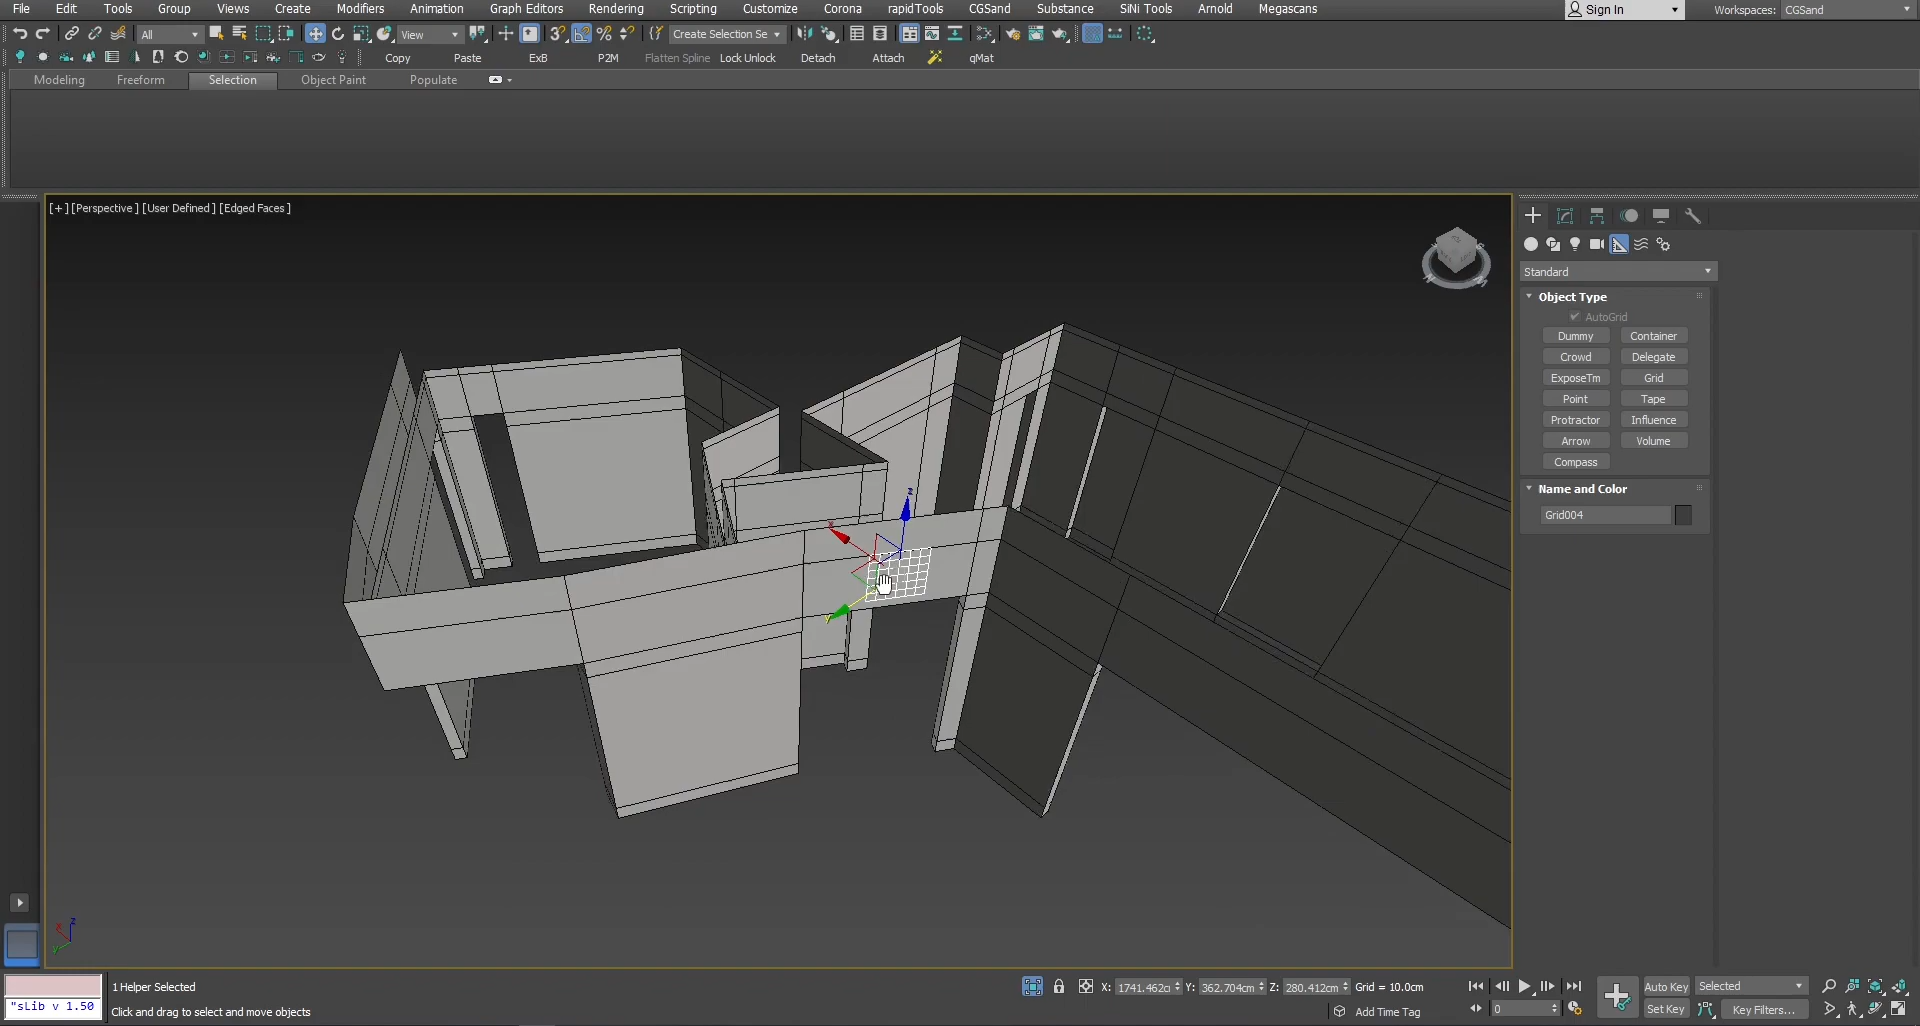 File Edit Tools Group Views Create Modifiers Animation Graph Editors Rendering Scripting Customize Corona rapidTools CGSand Substance SiNi Tools Arnold Megascans Sign In Workspaces: CGSand
All View Create Selection Se
Copy Paste ExB P2M Flatten Spline Lock Unlock Detach Attach qMat
Modeling Freeform Selection Object Paint Populate
[+] [Perspective] [User Defined] [Edged Faces]
Standard
Object Type
AutoGrid
Dummy Container
Crowd Delegate
ExposeTm Grid
Point Tape
Protractor Influence
Arrow Volume
Compass
Name and Color
Grid004
z
x
y
z
x
y
1 Helper Selected X: 1741.462c Y: 362.704cm Z: 280.412cm Grid = 10.0cm Auto Key Selected
"sLib v 1.50 Click and drag to select and move objects Add Time Tag 0 Set Key Key Filters...